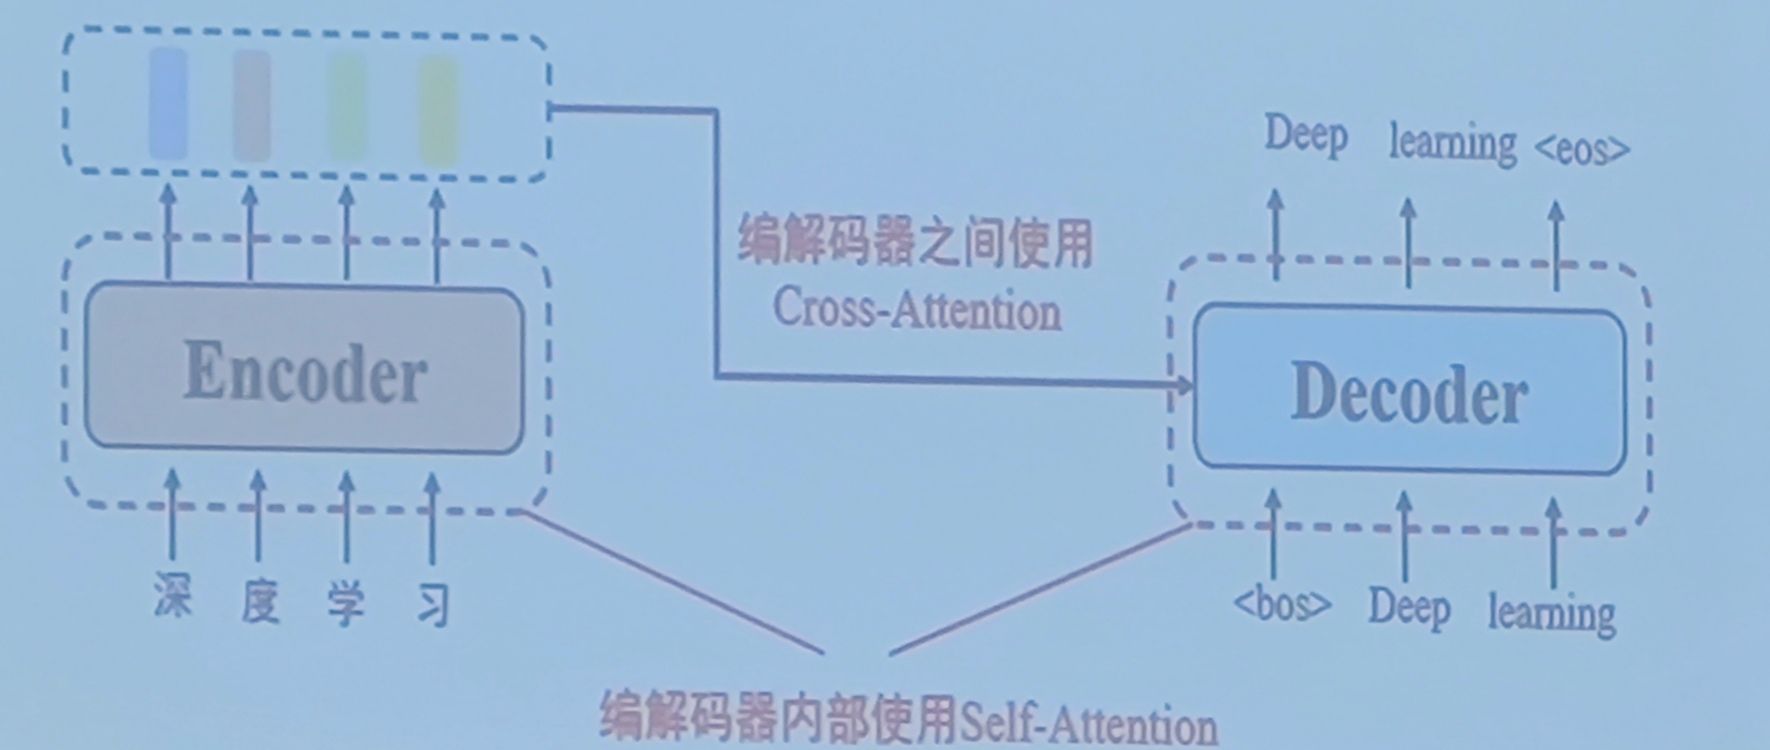 Deep learning <eos>
编解码器之间使用
Cross-Attention
Encoder
Decoder
深 度 学 习
<bos> Deep learning
编解码器内部使用Self-Attention